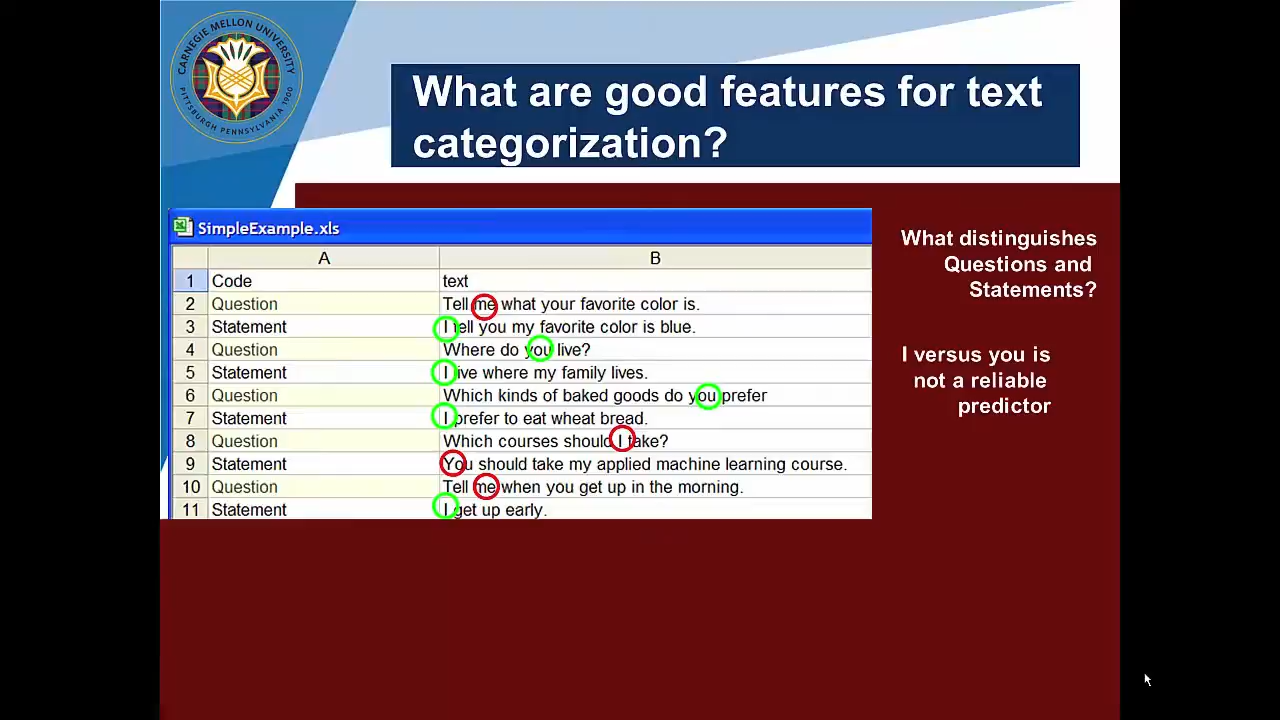 CARNEGIE MELLON UNIVERSITY
PITTSBURGH PENNSYLVANIA 1900
What are good features for text
categorization?
SimpleExample.xls
A B
1 Code text
2 Question Tell me what your favorite color is.
3 Statement I tell you my favorite color is blue.
4 Question Where do you live?
5 Statement I live where my family lives.
6 Question Which kinds of baked goods do you prefer
7 Statement I prefer to eat wheat bread.
8 Question Which courses should I take?
9 Statement You should take my applied machine learning course.
10 Question Tell me when you get up in the morning.
11 Statement I get up early.
What distinguishes
Questions and
Statements?
I versus you is
not a reliable
predictor